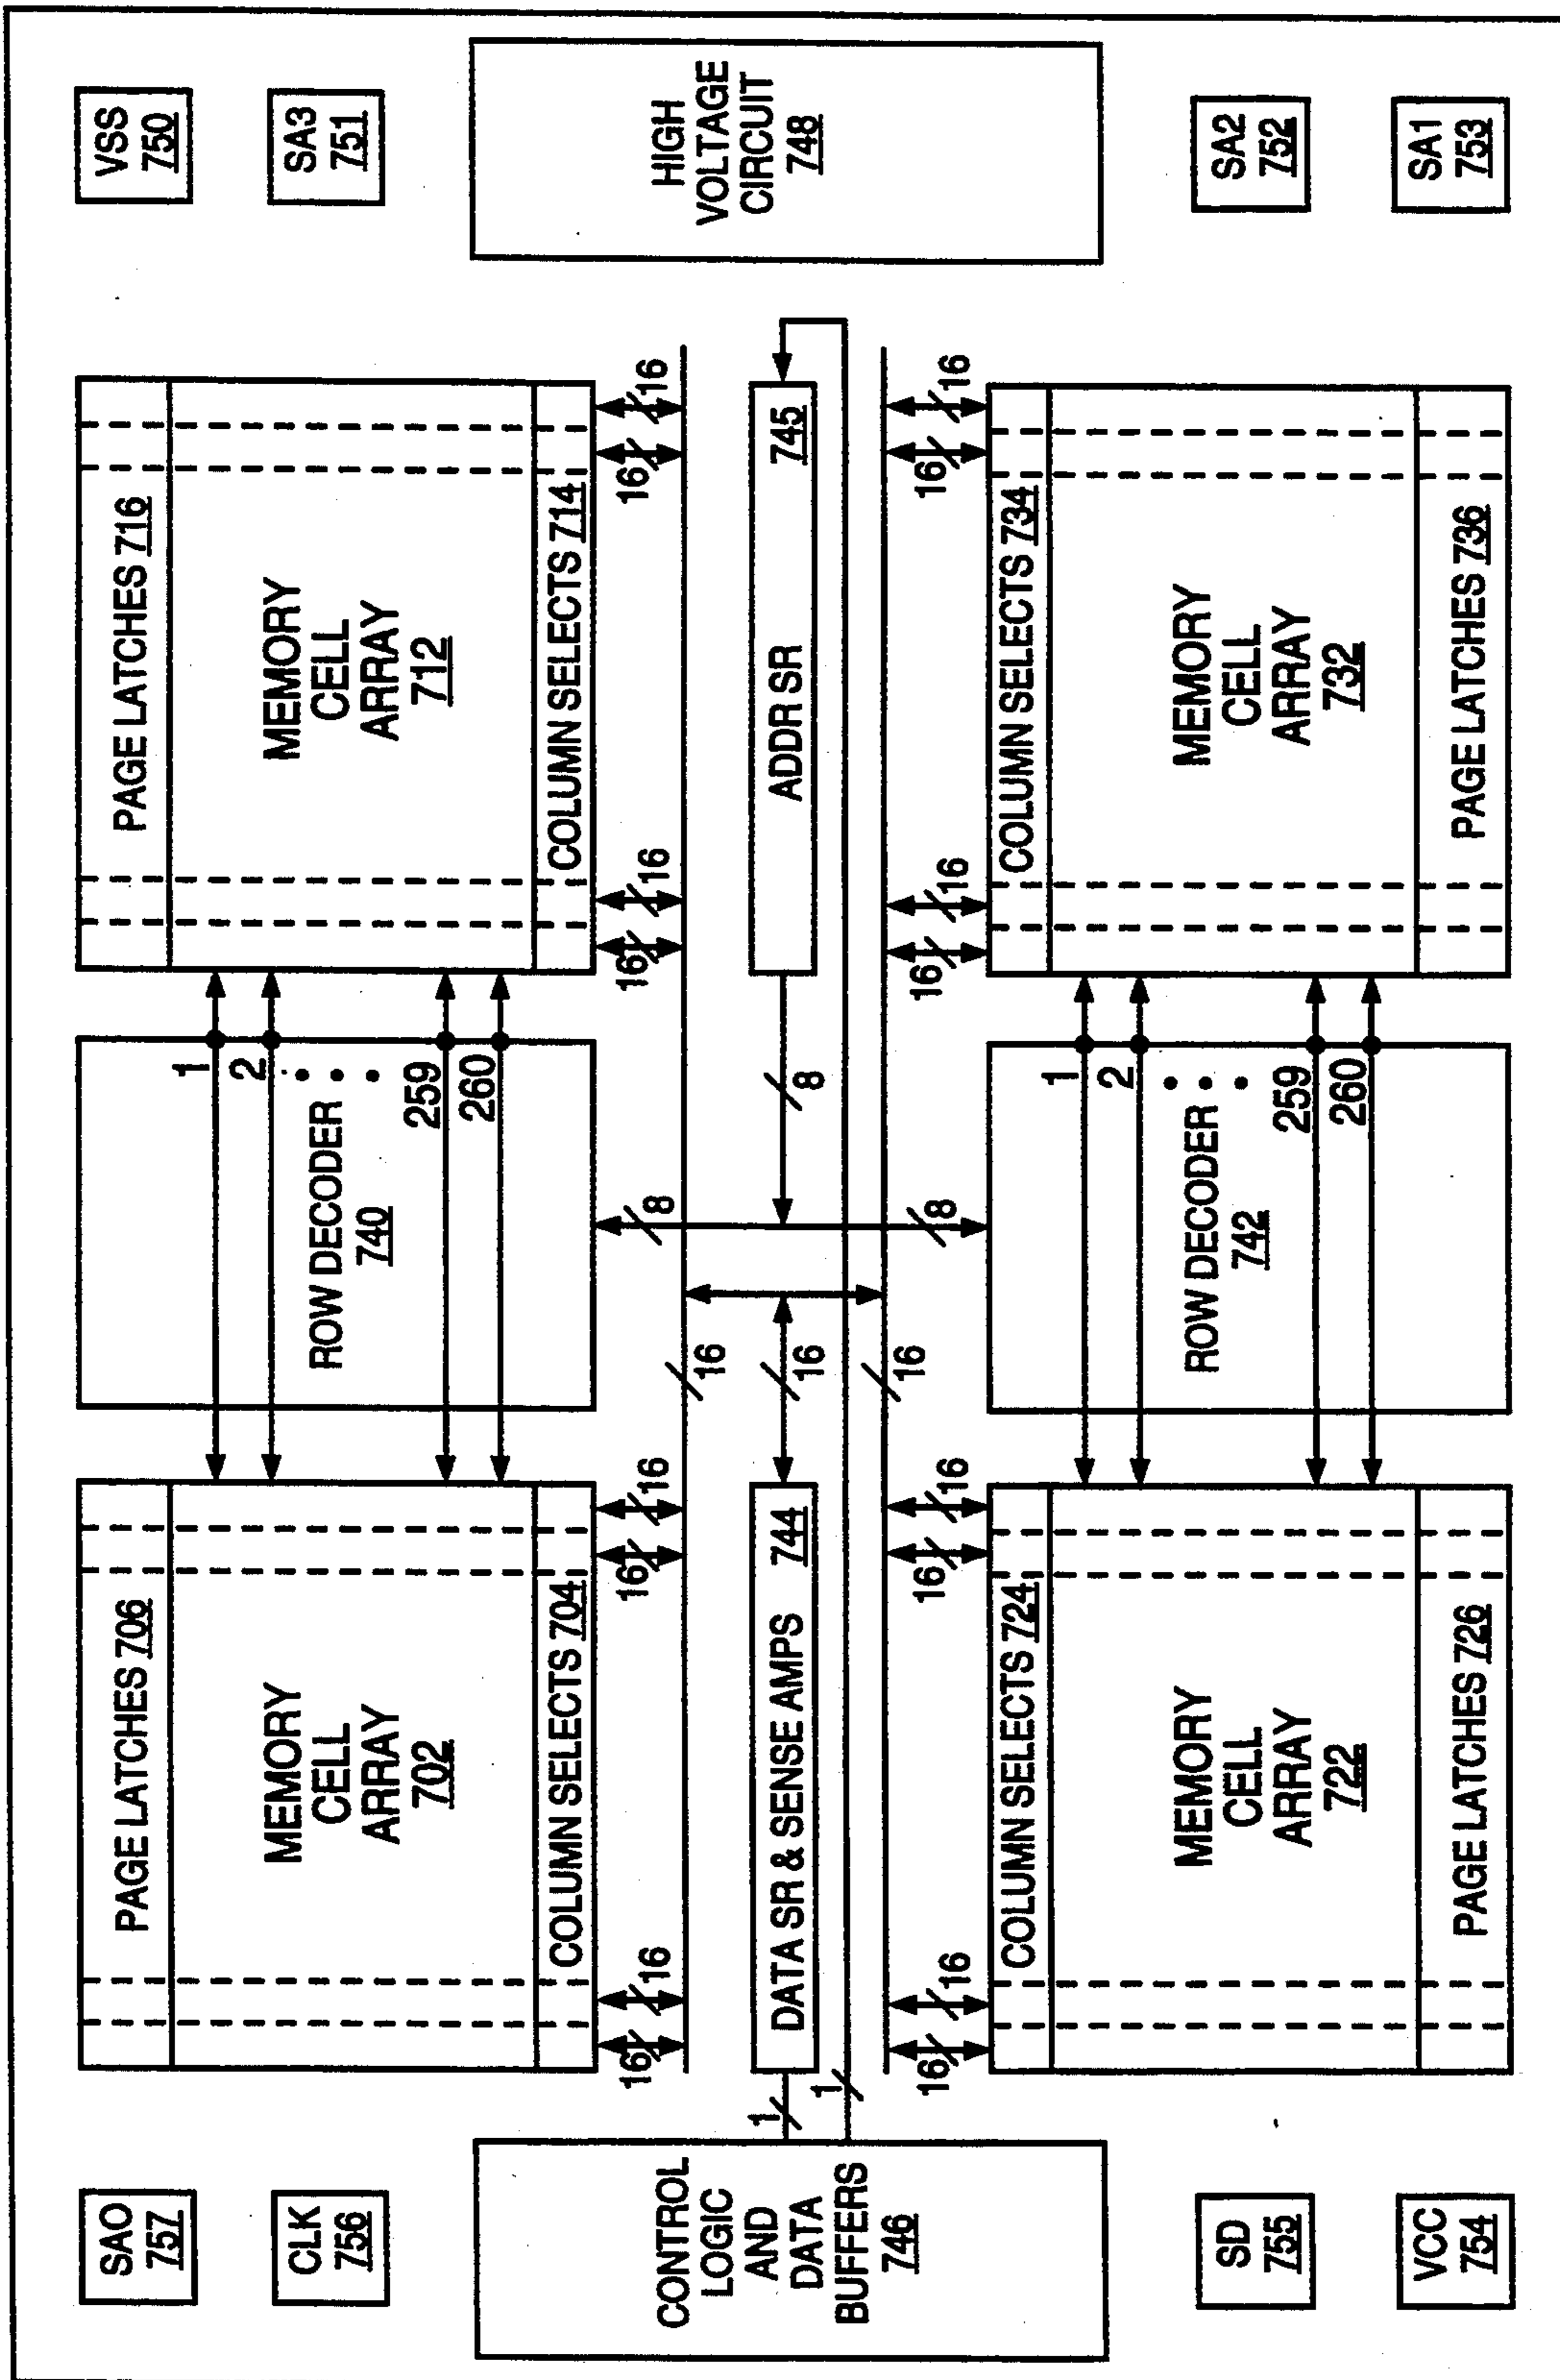 SAO
757
CLK
756
CONTROL
LOGIC
AND
DATA
BUFFERS
746
SD
755
VCC
754
PAGE LATCHES 706
MEMORY
CELL
ARRAY
702
COLUMN SELECTS 704
16
16
16
16
1
1
DATA SR & SENSE AMPS 744
16
16
16
16
COLUMN SELECTS 724
MEMORY
CELL
ARRAY
722
PAGE LATCHES 726
1
2
259
260
ROW DECODER
740
16
16
16
8
8
8
1
2
259
260
ROW DECODER
742
PAGE LATCHES 716
MEMORY
CELL
ARRAY
712
COLUMN SELECTS 714
16
16
16
16
ADDR SR 745
16
16
16
16
COLUMN SELECTS 734
MEMORY
CELL
ARRAY
732
PAGE LATCHES 736
VSS
750
SA3
751
HIGH
VOLTAGE
CIRCUIT
748
SA2
752
SA1
753